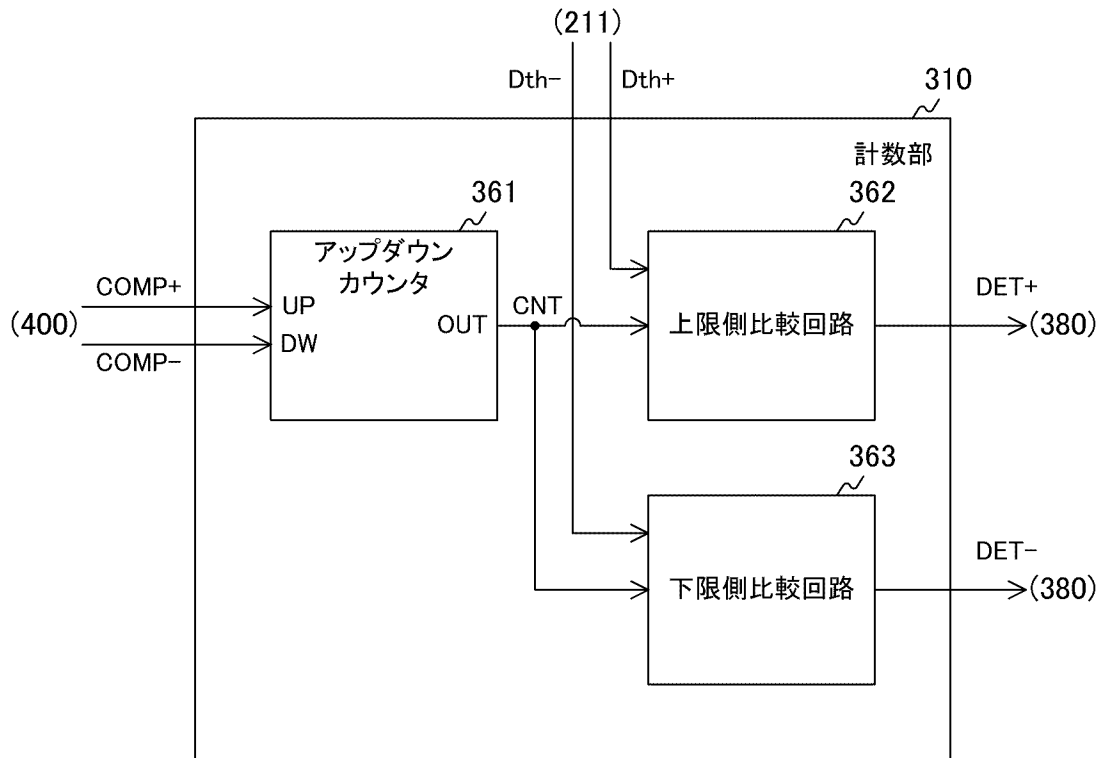 (211)
Dth-
Dth+
310
計数部
361
アップダウン
カウンタ
UP
DW
OUT
COMP+
(400)
COMP-
CNT
362
上限側比較回路
DET+
(380)
363
下限側比較回路
DET-
(380)